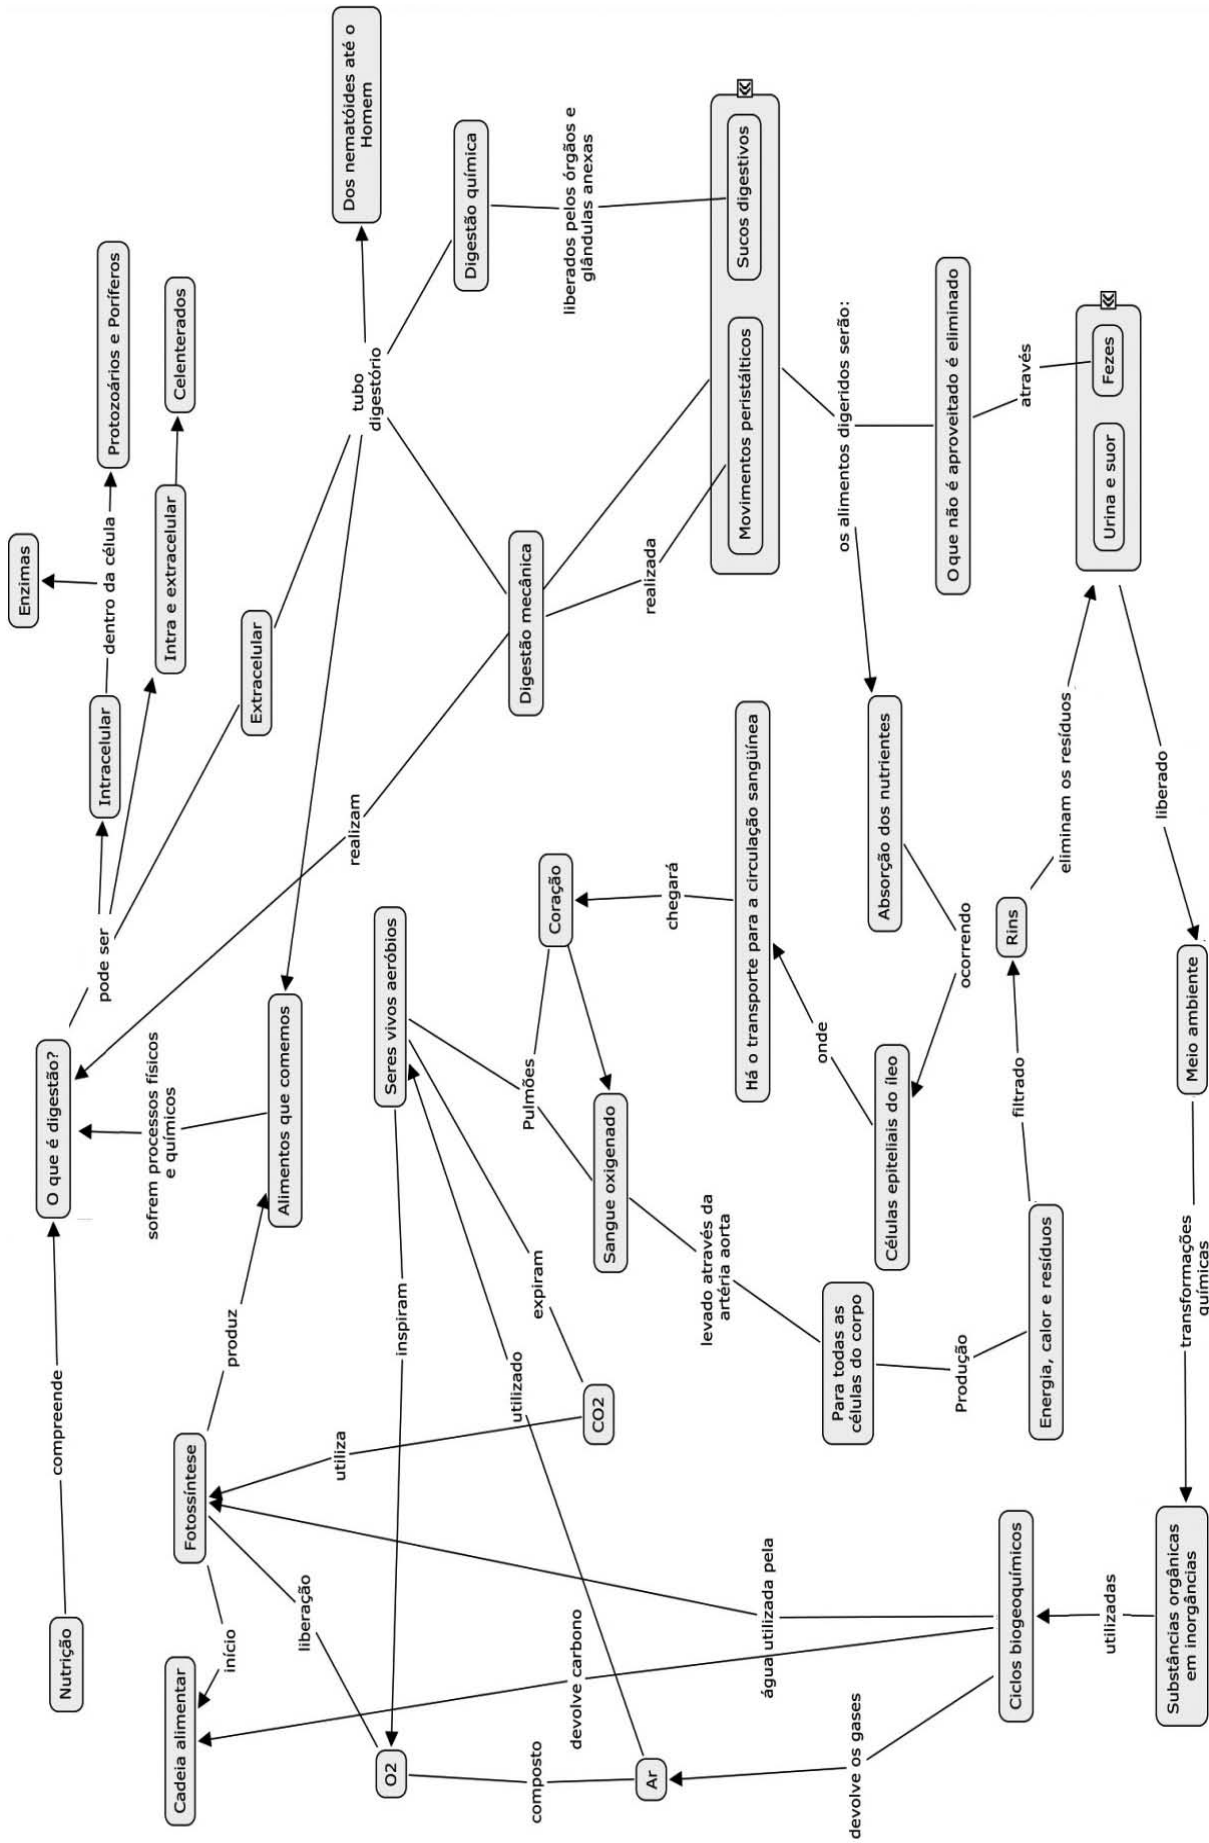 Enzimas
Nutrição
compreende
O que é digestão?
pode ser
Intracelular
dentro da célula
Protozoários e Poríferos
sofrem processos físicos
e químicos
Intra e extracelular
Celenterados
Cadeia alimentar
início
Fotossíntese
produz
Alimentos que comemos
Extracelular
liberação
utiliza
realizam
tubo
digestório
Dos nematóides até o
Homem
O2
inspiram
Seres vivos aeróbios
Digestão química
composto
utilizado
expiram
Pulmões
Coração
Digestão mecânica
devolve carbono
CO2
Sangue oxigenado
liberados pelos órgãos e
glândulas anexas
Ar
chegará
realizada
levado através da
artéria aorta
Há o transporte para a circulação sangüínea
Movimentos peristálticos
Sucos digestivos
água utilizada pela
onde
devolve os gases
Para todas as
células do corpo
Células epiteliais do íleo
Absorção dos nutrientes
os alimentos digeridos serão:
Produção
ocorrendo
O que não é aproveitado é eliminado
Ciclos biogeoquímicos
Energia, calor e resíduos
filtrado
Rins
eliminam os resíduos
através
utilizadas
Urina e suor
Fezes
Substâncias orgânicas
em inorgâncias
transformações
químicas
Meio ambiente
liberado